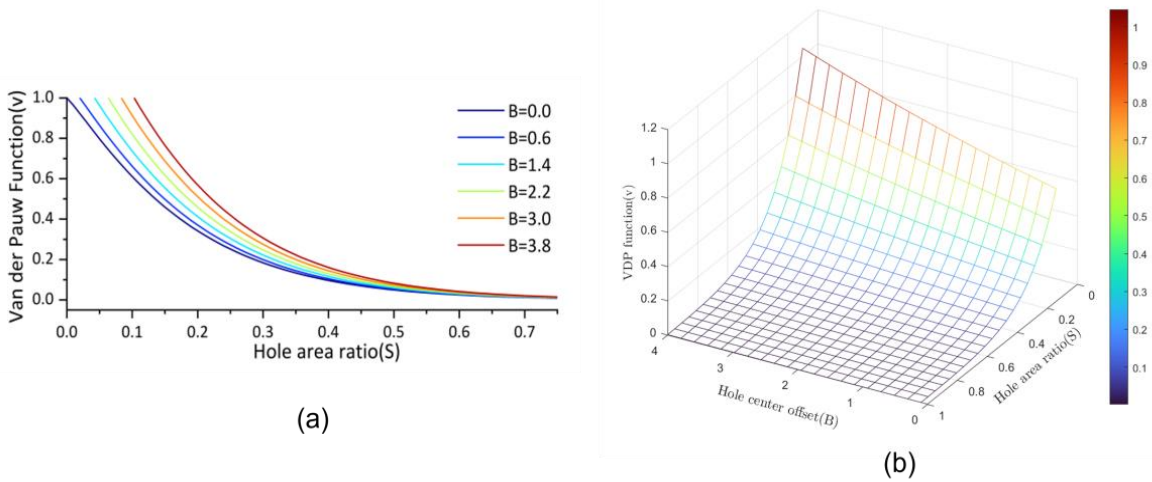 Van der Pauw Function(v)
1.0
0.8
0.6
0.4
0.2
0.0
0.0 0.1 0.2 0.3 0.4 0.5 0.6 0.7
Hole area ratio(S)
B=0.0
B=0.6
B=1.4
B=2.2
B=3.0
B=3.8
(a)
VDP function(v)
1.2
1
0.8
0.6
0.4
0.2
0
4
3
2
1
0
Hole center offset(B)
1
0.8
0.6
0.4
0.2
0
Hole area ratio(S)
1
0.9
0.8
0.7
0.6
0.5
0.4
0.3
0.2
0.1
(b)